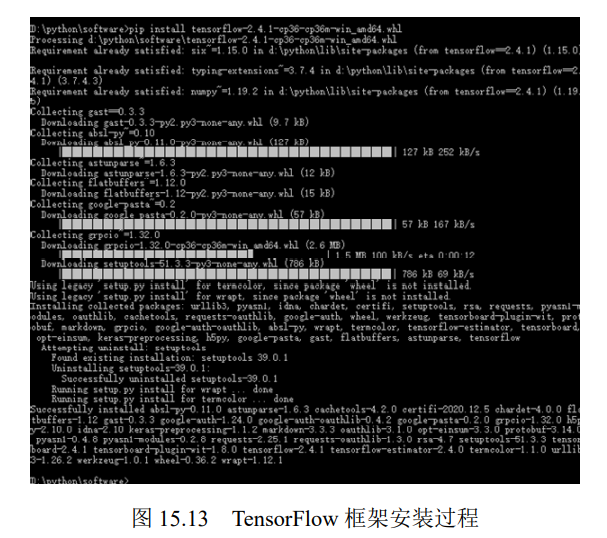 D:\python\software>pip install tensorflow-2.4.1-cp36-cp36m-win_amd64.whl
Processing d:\python\software\tensorflow-2.4.1-cp36-cp36m-win_amd64.whl
Requirement already satisfied: six~=1.15.0 in d:\python\lib\site-packages (from tensorflow==2.4.1) (1.15.0)
Requirement already satisfied: typing-extensions~=3.7.4 in d:\python\lib\site-packages (from tensorflow==2.4.1) (3.7.4.3)
Requirement already satisfied: numpy~=1.19.2 in d:\python\lib\site-packages (from tensorflow==2.4.1) (1.19.5)
Collecting gast==0.3.3
Downloading gast-0.3.3-py2.py3-none-any.whl (9.7 kB)
Collecting absl-py~=0.10
Downloading absl_py-0.11.0-py3-none-any.whl (127 kB)
127 kB 252 kB/s
Collecting astunparse~=1.6.3
Downloading astunparse-1.6.3-py2.py3-none-any.whl (12 kB)
Collecting flatbuffers~=1.12.0
Downloading flatbuffers-1.12-py2.py3-none-any.whl (15 kB)
Collecting google-pasta~=0.2
Downloading google_pasta-0.2.0-py3-none-any.whl (57 kB)
57 kB 167 kB/s
Collecting grpcio~=1.32.0
Downloading grpcio-1.32.0-cp36-cp36m-win_amd64.whl (2.6 MB)
1.5 MB 100 kB/s eta 0:00:12
Downloading setuptools-51.3.3-py3-none-any.whl (786 kB)
786 kB 69 kB/s
Using legacy 'setup.py install' for termcolor, since package 'wheel' is not installed.
Using legacy 'setup.py install' for wrapt, since package 'wheel' is not installed.
Installing collected packages: urllib3, pyasn1, idna, chardet, certifi, setuptools, rsa, requests, pyasn1-m
odules, oauthlib, cachetools, requests-oauthlib, google-auth, wheel, werkzeug, tensorboard-plugin-wit, prot
obuf, markdown, grpcio, google-auth-oauthlib, absl-py, wrapt, termcolor, tensorflow-estimator, tensorboard,
opt-einsum, keras-preprocessing, h5py, google-pasta, gast, flatbuffers, astunparse, tensorflow
Attempting uninstall: setuptools
Found existing installation: setuptools 39.0.1
Uninstalling setuptools-39.0.1:
Successfully uninstalled setuptools-39.0.1
Running setup.py install for wrapt ... done
Running setup.py install for termcolor ... done
Successfully installed absl-py-0.11.0 astunparse-1.6.3 cachetools-4.2.0 certifi-2020.12.5 chardet-4.0.0 fla
tbuffers-1.12 gast-0.3.3 google-auth-1.24.0 google-auth-oauthlib-0.4.2 google-pasta-0.2.0 grpcio-1.32.0 h5p
y-2.10.0 idna-2.10 keras-preprocessing-1.1.2 markdown-3.3.3 oauthlib-3.1.0 opt-einsum-3.3.0 protobuf-3.14.0
pyasn1-0.4.8 pyasn1-modules-0.2.8 requests-2.25.1 requests-oauthlib-1.3.0 rsa-4.7 setuptools-51.3.3 tensor
board-2.4.1 tensorboard-plugin-wit-1.8.0 tensorflow-2.4.1 tensorflow-estimator-2.4.0 termcolor-1.1.0 urllib
3-1.26.2 werkzeug-1.0.1 wheel-0.36.2 wrapt-1.12.1
D:\python\software>
图 15.13 TensorFlow 框架安装过程